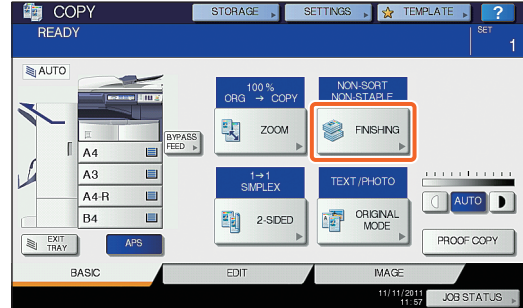 COPY
STORAGE
SETTINGS
TEMPLATE
?
READY
SET
1
AUTO
100 %
ORG → COPY
NON-SORT
NON-STAPLE
ZOOM
FINISHING
BYPASS
FEED
A4
A3
A4-R
B4
1→1
SIMPLEX
TEXT/PHOTO
2-SIDED
ORIGINAL
MODE
AUTO
EXIT
TRAY
APS
PROOF COPY
BASIC
EDIT
IMAGE
11/11/2011
11:57
JOB STATUS